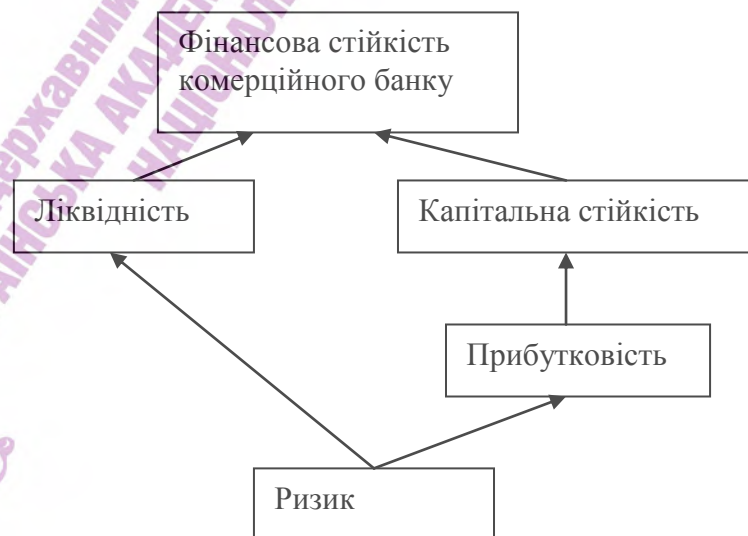 Фінансова стійкість
комерційного банку
Ліквідність
Капітальна стійкість
Прибутковість
Ризик